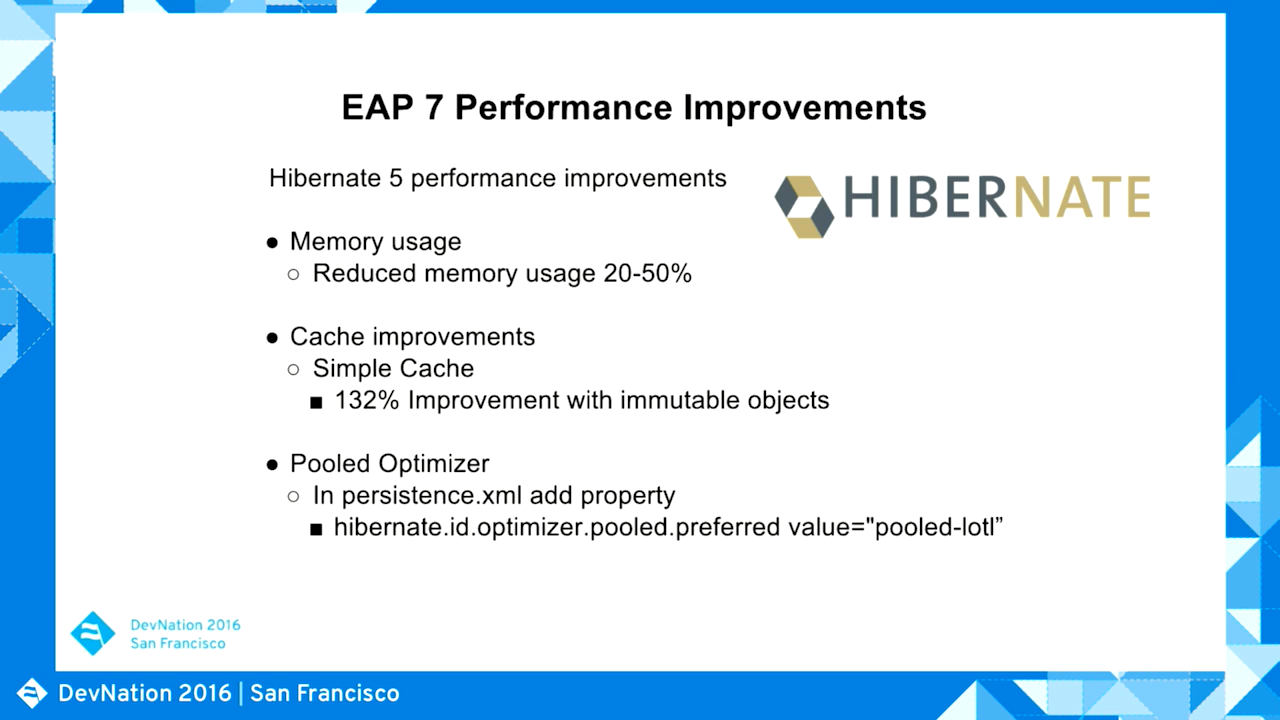 EAP 7 Performance Improvements
Hibernate 5 performance improvements
HIBERNATE
● Memory usage
○ Reduced memory usage 20-50%
● Cache improvements
○ Simple Cache
■ 132% Improvement with immutable objects
● Pooled Optimizer
○ In persistence.xml add property
■ hibernate.id.optimizer.pooled.preferred value="pooled-lotl”
DevNation 2016
San Francisco
DevNation 2016 | San Francisco